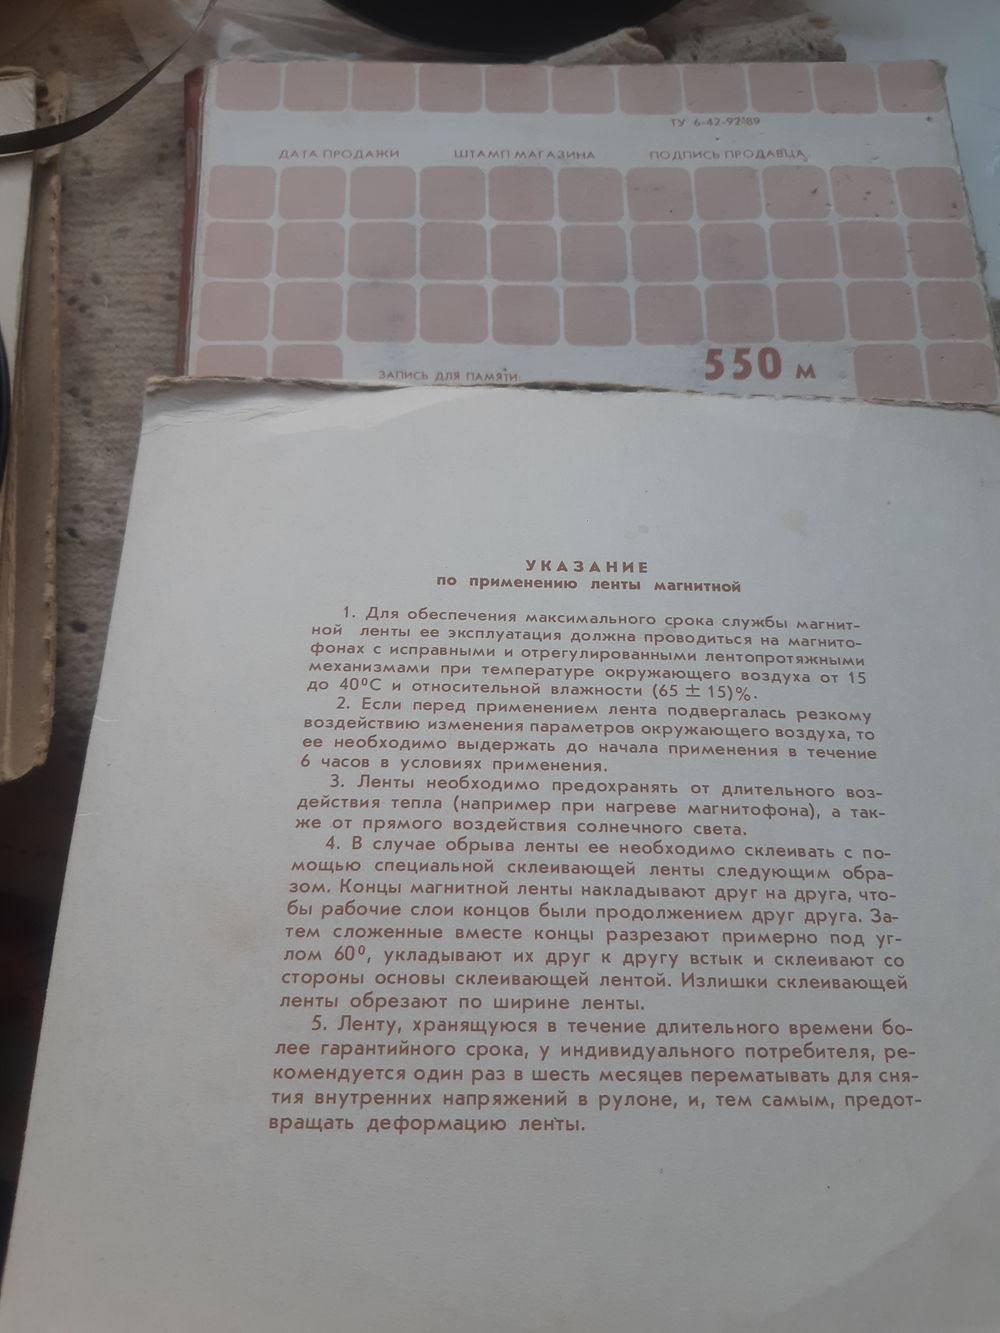 ТУ 6-42-92-89
ДАТА ПРОДАЖИ ШТАМП МАГАЗИНА ПОДПИСЬ ПРОДАВЦА
550 м
ЗАПИСЬ ДЛЯ ПАМЯТИ:
УКАЗАНИЕ
по применению ленты магнитной
1. Для обеспечения максимального срока службы магнит-
ной ленты ее эксплуатация должна проводиться на магнито-
фонах с исправными и отрегулированными лентопротяжными
механизмами при температуре окружающего воздуха от 15
до 40⁰С и относительной влажности (65 ± 15)%.
2. Если перед применением лента подвергалась резкому
воздействию изменения параметров окружающего воздуха, то
ее необходимо выдержать до начала применения в течение
6 часов в условиях применения.
3. Ленты необходимо предохранять от длительного воз-
действия тепла (например при нагреве магнитофона), а так-
же от прямого воздействия солнечного света.
4. В случае обрыва ленты ее необходимо склеивать с по-
мощью специальной склеивающей ленты следующим обра-
зом. Концы магнитной ленты накладывают друг на друга, что-
бы рабочие слои концов были продолжением друг друга. За-
тем сложенные вместе концы разрезают примерно под уг-
лом 60⁰, укладывают их друг к другу встык и склеивают со
стороны основы склеивающей лентой. Излишки склеивающей
ленты обрезают по ширине ленты.
5. Ленту, хранящуюся в течение длительного времени бо-
лее гарантийного срока, у индивидуального потребителя, ре-
комендуется один раз в шесть месяцев перематывать для сня-
тия внутренних напряжений в рулоне, и, тем самым, предот-
вращать деформацию ленты.